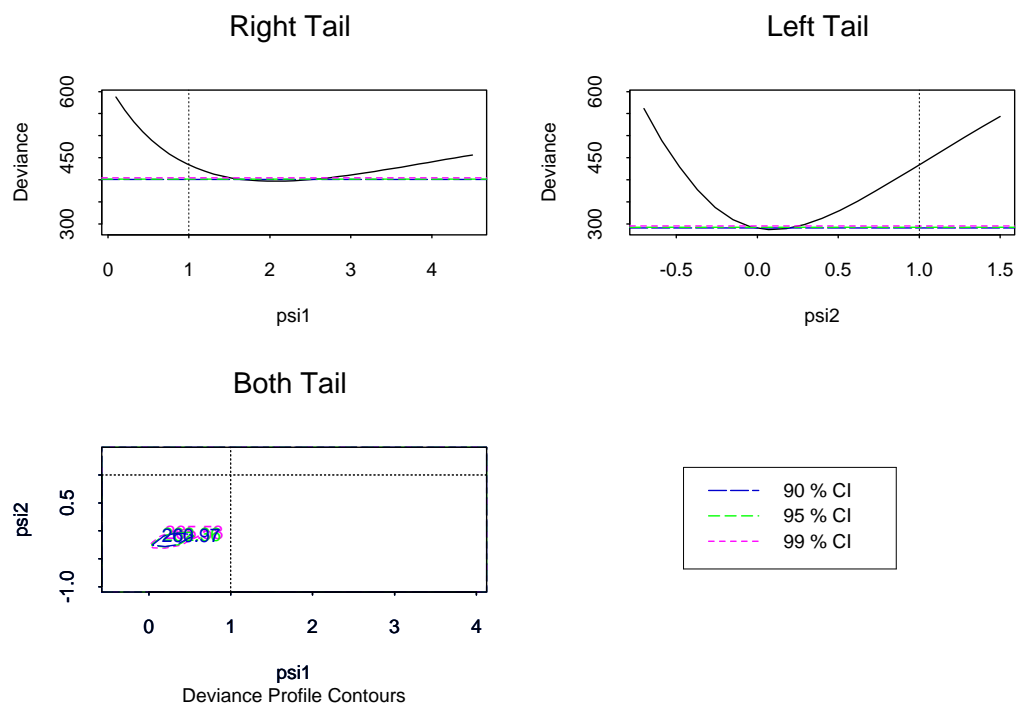 Right Tail
Left Tail
Deviance
300
450
600
0
1
2
3
4
psi1
Deviance
300
450
600
-0.5
0.0
0.5
1.0
1.5
psi2
Both Tail
psi2
-1.0
0.5
0
1
2
3
4
psi1
Deviance Profile Contours
90 % CI
95 % CI
99 % CI